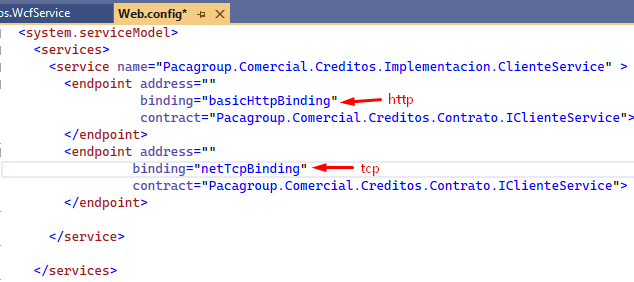 os.WcfService
Web.config*
<system.serviceModel>
<services>
<service name="Pacagroup.Comercial.Creditos.Implementacion.ClienteService" >
<endpoint address=""
binding="basicHttpBinding" http
contract="Pacagroup.Comercial.Creditos.Contrato.IClienteService">
</endpoint>
<endpoint address=""
binding="netTcpBinding" tcp
contract="Pacagroup.Comercial.Creditos.Contrato.IClienteService">
</endpoint>
</service>
</services>